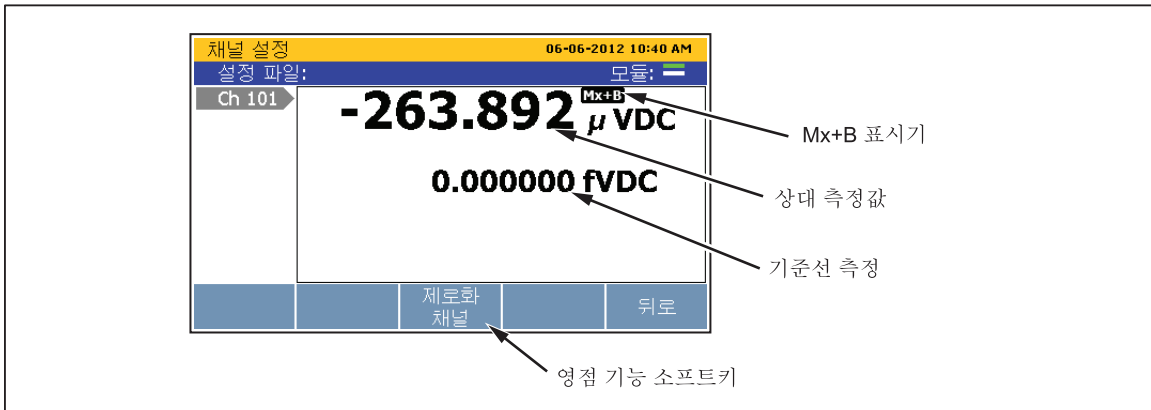 채널 설정 06-06-2012 10:40 AM
설정 파일: 모듈:
Ch 101
Mx+B
-263.892 μ VDC
0.000000 fVDC
Mx+B 표시기
상대 측정값
기준선 측정
제로화
채널
뒤로
영점 기능 소프트키